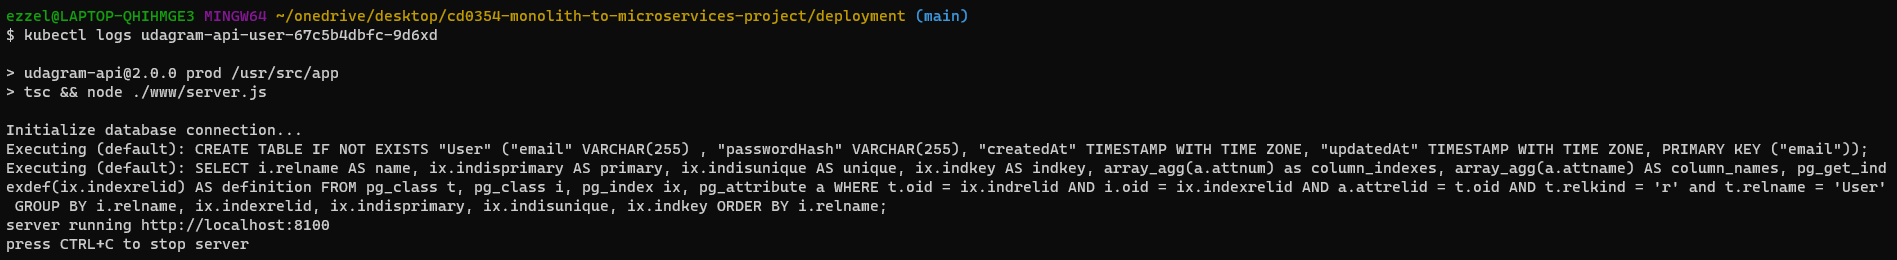 ezzel@LAPTOP-QHIHMGE3 MINGW64 ~/onedrive/desktop/cd0354-monolith-to-microservices-project/deployment (main)
$ kubectl logs udagram-api-user-67c5b4dbfc-9d6xd

> udagram-api@2.0.0 prod /usr/src/app
> tsc && node ./www/server.js

Initialize database connection...
Executing (default): CREATE TABLE IF NOT EXISTS "User" ("email" VARCHAR(255) , "passwordHash" VARCHAR(255), "createdAt" TIMESTAMP WITH TIME ZONE, "updatedAt" TIMESTAMP WITH TIME ZONE, PRIMARY KEY ("email"));
Executing (default): SELECT i.relname AS name, ix.indisprimary AS primary, ix.indisunique AS unique, ix.indkey AS indkey, array_agg(a.attnum) as column_indexes, array_agg(a.attname) AS column_names, pg_get_ind
exdef(ix.indexrelid) AS definition FROM pg_class t, pg_class i, pg_index ix, pg_attribute a WHERE t.oid = ix.indrelid AND i.oid = ix.indexrelid AND a.attrelid = t.oid AND t.relkind = 'r' and t.relname = 'User'
 GROUP BY i.relname, ix.indexrelid, ix.indisprimary, ix.indisunique, ix.indkey ORDER BY i.relname;
server running http://localhost:8100
press CTRL+C to stop server